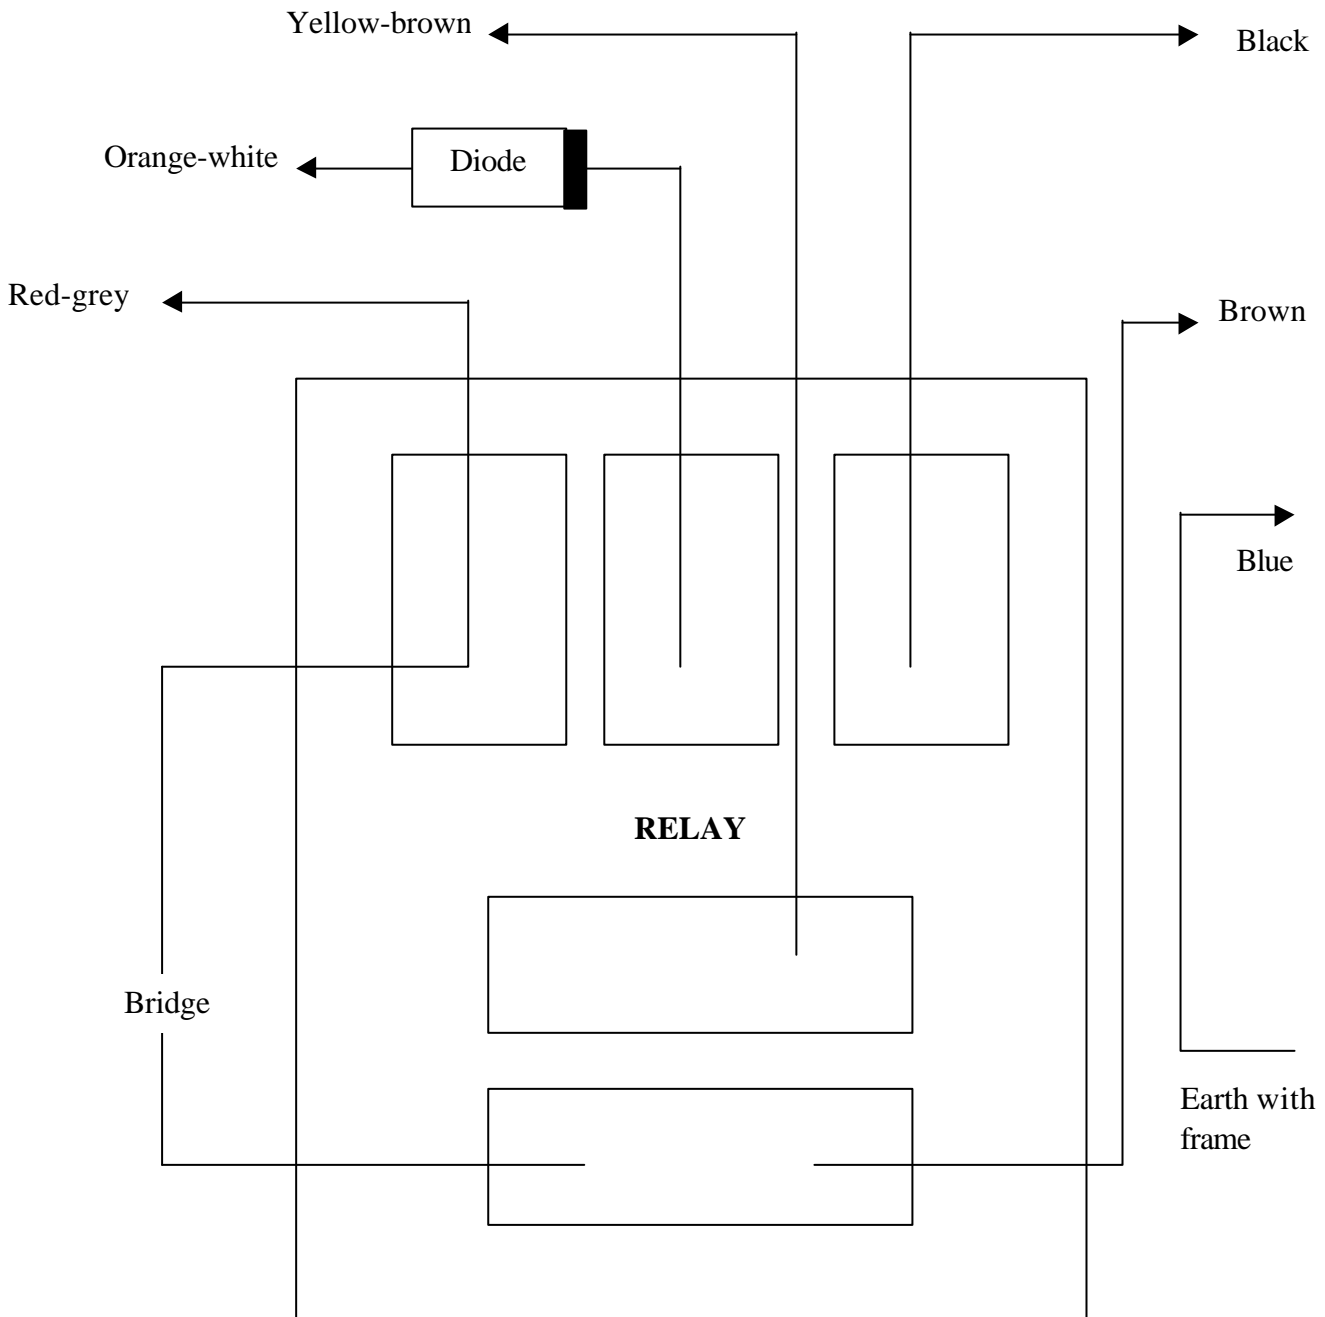 Yellow-brown
Black
Orange-white
Diode
Red-grey
Brown
Blue
RELAY
Bridge
Earth with
frame